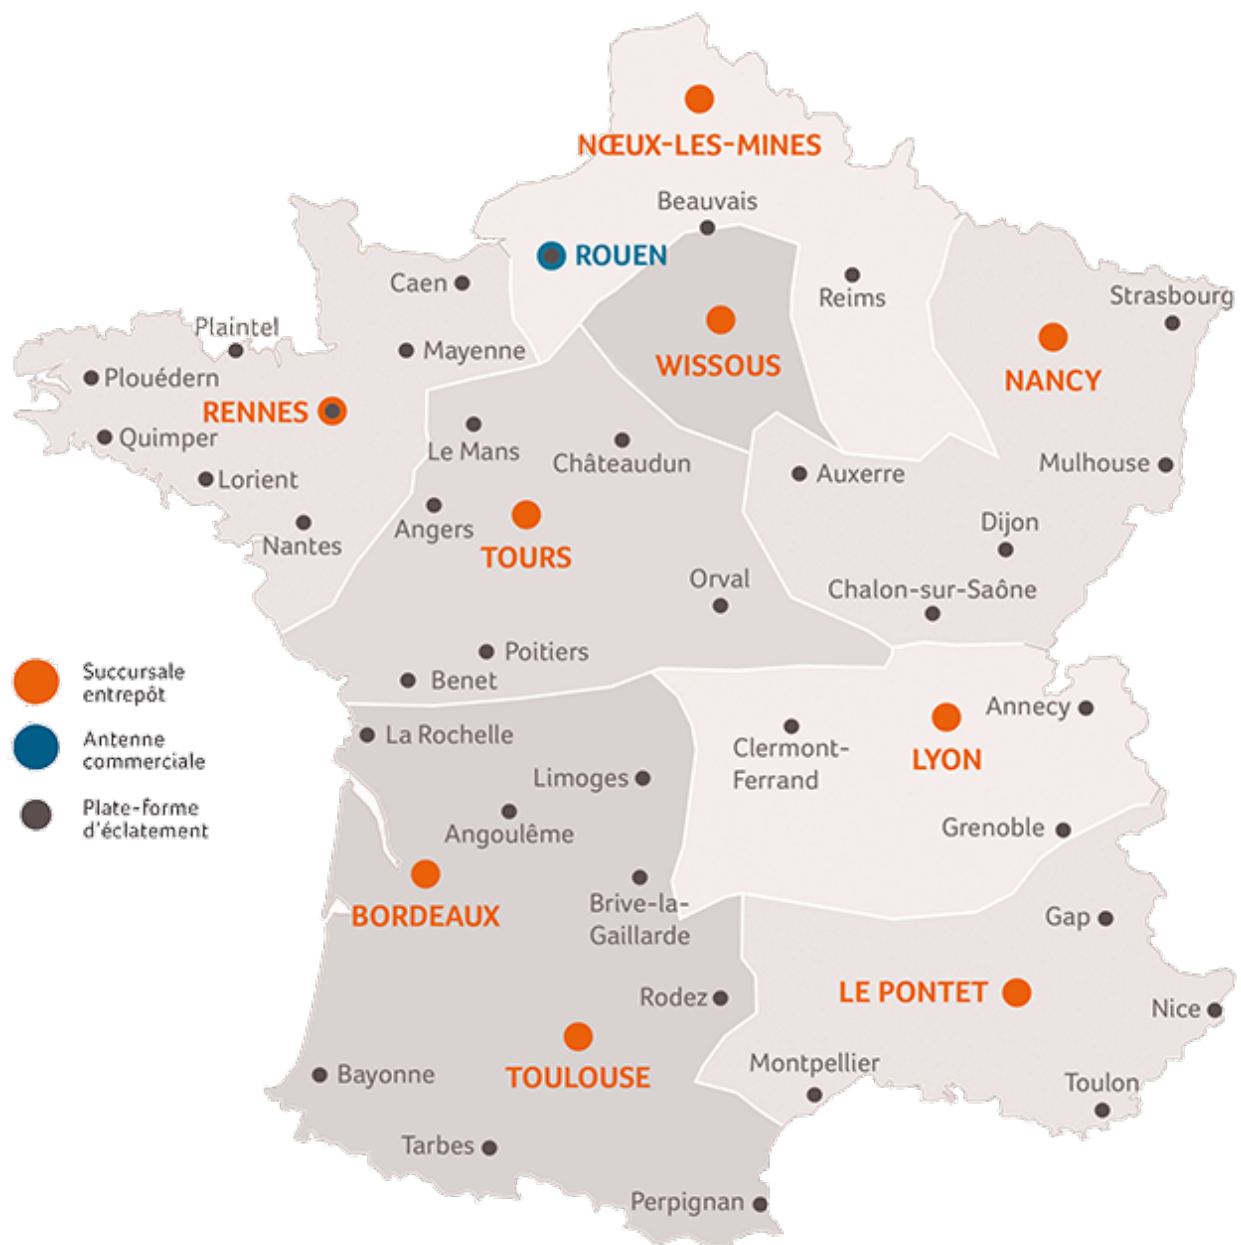 NŒUX-LES-MINES
Beauvais
ROUEN
Caen
Reims
Strasbourg
Plaintel
Mayenne
WISSOUS
NANCY
Plouédern
RENNES
Quimper
Le Mans
Châteaudun
Auxerre
Mulhouse
Lorient
Angers
Dijon
Nantes
TOURS
Orval
Chalon-sur-Saône
Poitiers
Benet
Succursale
entrepôt
Antenne
commerciale
Plate-forme
d'éclatement
La Rochelle
Annecy
Clermont-
Ferrand
LYON
Limoges
Angoulême
Grenoble
BORDEAUX
Brive-la-
Gaillarde
Gap
Rodez
LE PONTET
Nice
TOULOUSE
Bayonne
Montpellier
Toulon
Tarbes
Perpignan